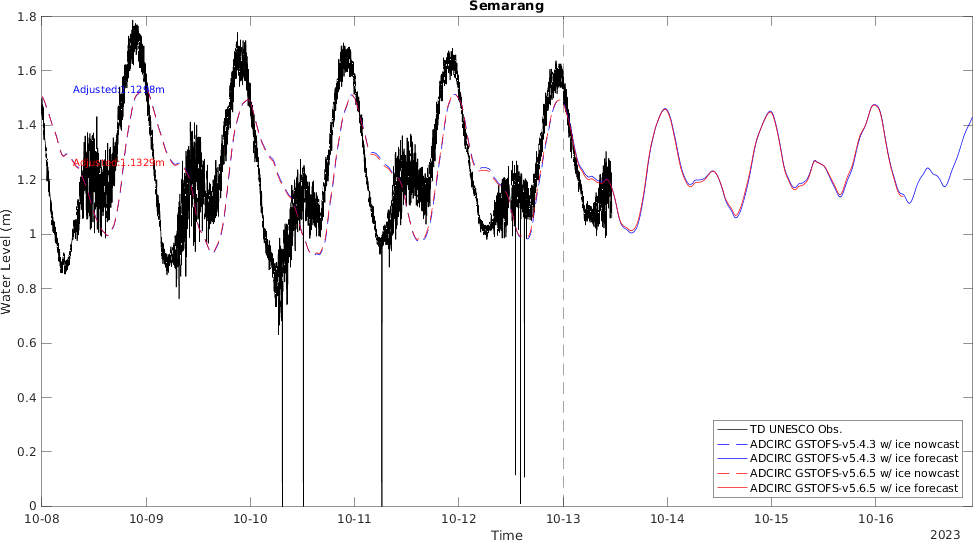 Semarang
1.8
1.6
1.4
1.2
1
0.8
0.6
0.4
0.2
0
Water Level (m)
Adjusted:1.1298m
Adjusted:1.1329m
TD UNESCO Obs.
ADCIRC GSTOFS-v5.4.3 w/ ice nowcast
ADCIRC GSTOFS-v5.4.3 w/ ice forecast
ADCIRC GSTOFS-v5.6.5 w/ ice nowcast
ADCIRC GSTOFS-v5.6.5 w/ ice forecast
10-08 10-09 10-10 10-11 10-12 10-13 10-14 10-15 10-16
Time
2023